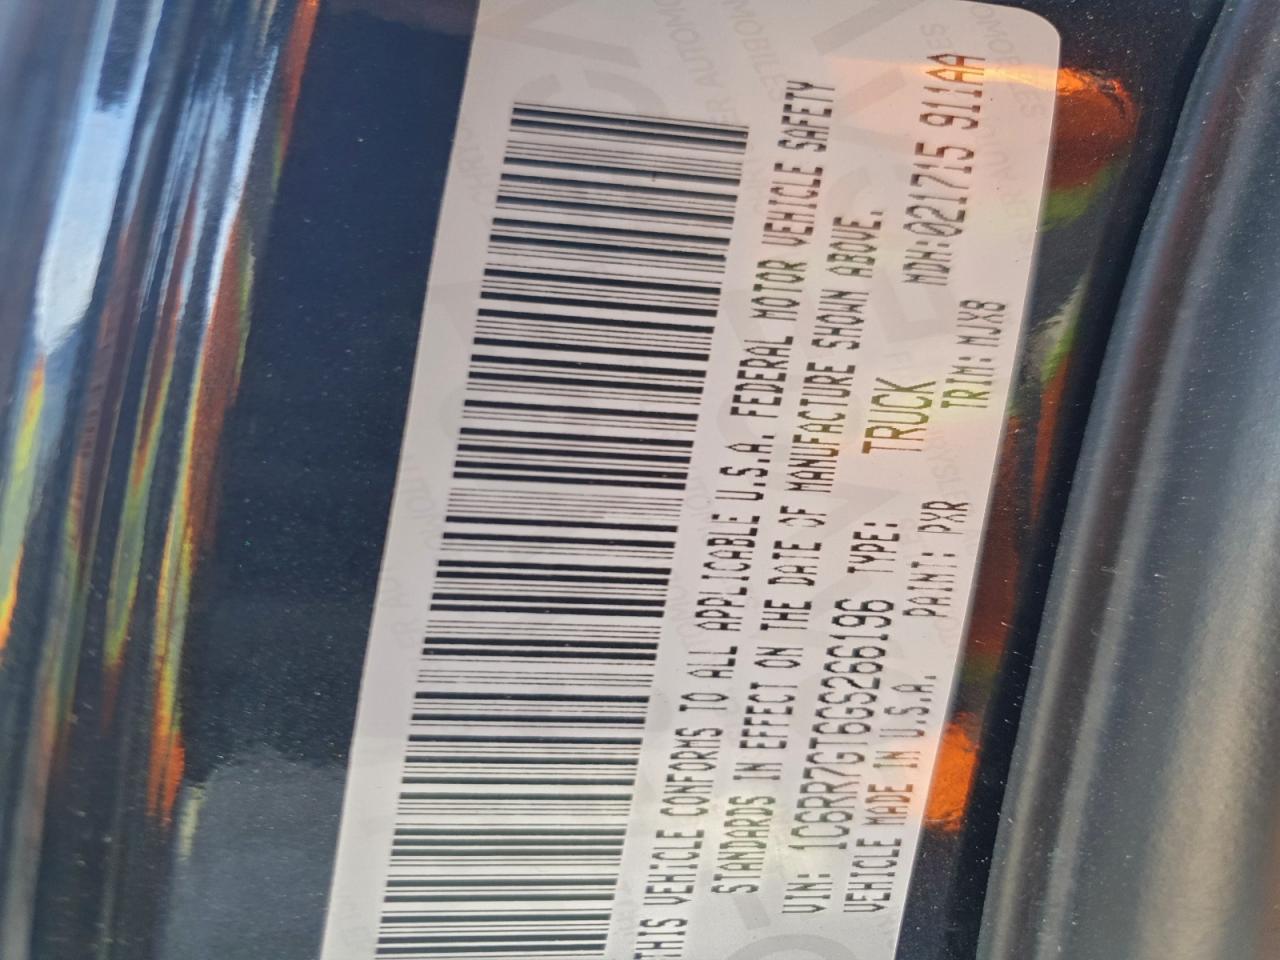 THIS VEHICLE CONFORMS TO ALL APPLICABLE U.S.A. FEDERAL MOTOR VEHICLE SAFETY
STANDARDS IN EFFECT ON THE DATE OF MANUFACTURE SHOWN ABOVE.
VIN: 1C6RR7GT6GS266196 TYPE: TRUCK MDH:021715 911AA
VEHICLE MADE IN U.S.A. PAINT: PXR TRIM: MJX8